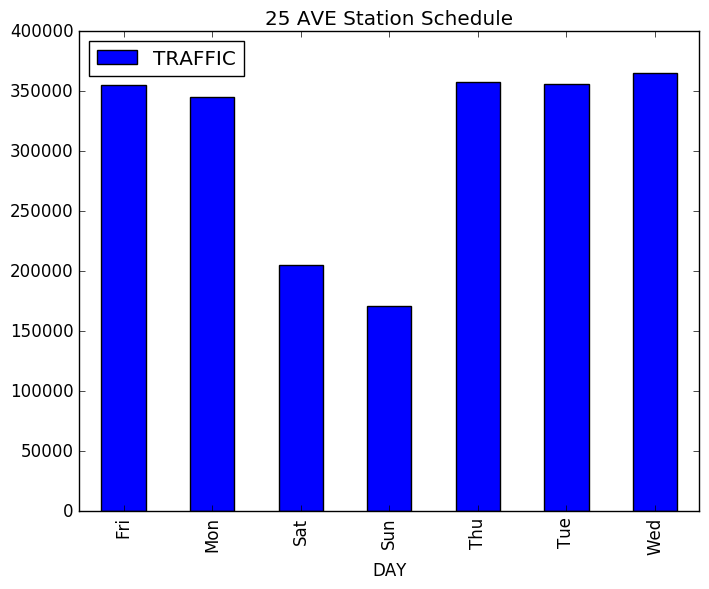 25 AVE Station Schedule
TRAFFIC
400000
350000
300000
250000
200000
150000
100000
50000
0
Fri
Mon
Sat
Sun
Thu
Tue
Wed
DAY